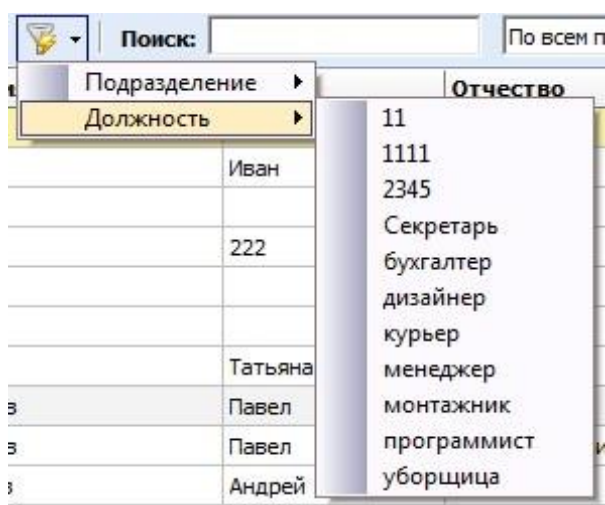 Поиск:
По всем п
Подразделение
Должность
Отчество
11
1111
2345
Секретарь
бухгалтер
дизайнер
курьер
менеджер
монтажник
программист
уборщица
Иван
222
Татьяна
Павел
Павел
Андрей